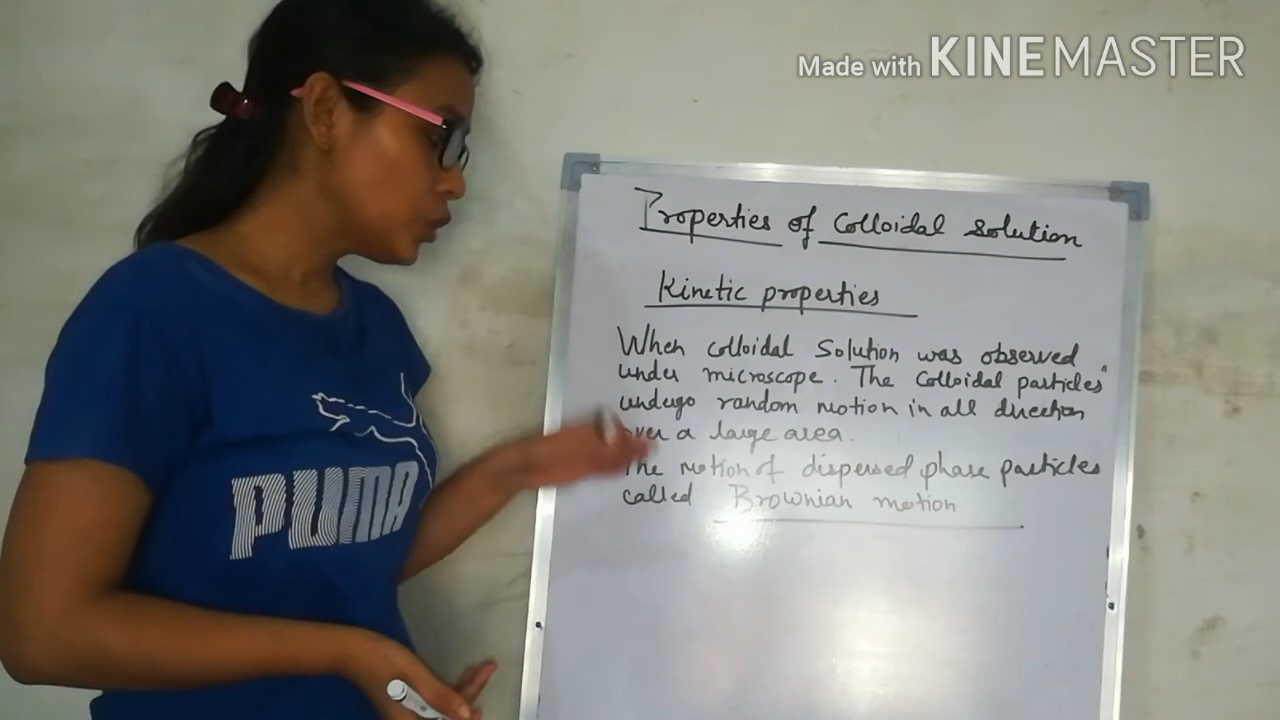 Made with KINEMASTER
Properties of Colloidal Solution
Kinetic properties
When colloidal Solution was observed
under microscope. The Colloidal particles"
undergo random motion in all direction
over a large area.
The motion of dispersed phase particles
called Brownian motion
PUMA